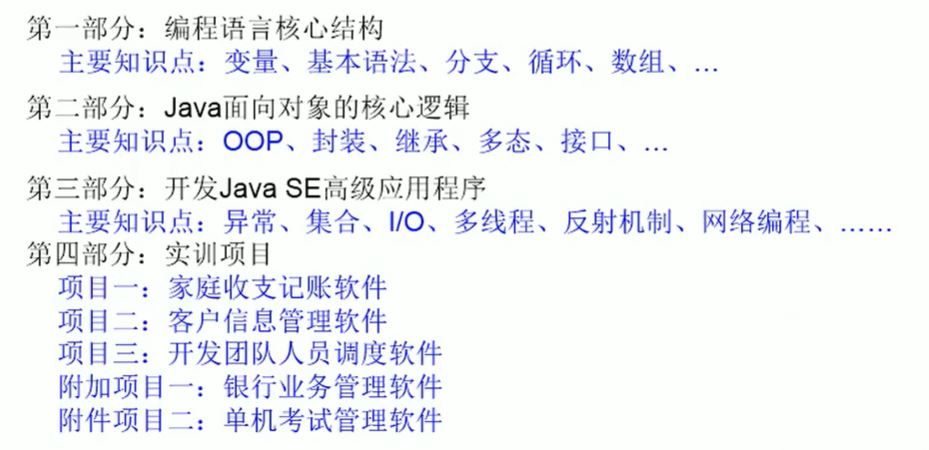 第一部分：编程语言核心结构
主要知识点：变量、基本语法、分支、循环、数组、…
第二部分：Java面向对象的核心逻辑
主要知识点：OOP、封装、继承、多态、接口、…
第三部分：开发Java SE高级应用程序
主要知识点：异常、集合、I/O、多线程、反射机制、网络编程、……
第四部分：实训项目
项目一：家庭收支记账软件
项目二：客户信息管理软件
项目三：开发团队人员调度软件
附加项目一：银行业务管理软件
附件项目二：单机考试管理软件